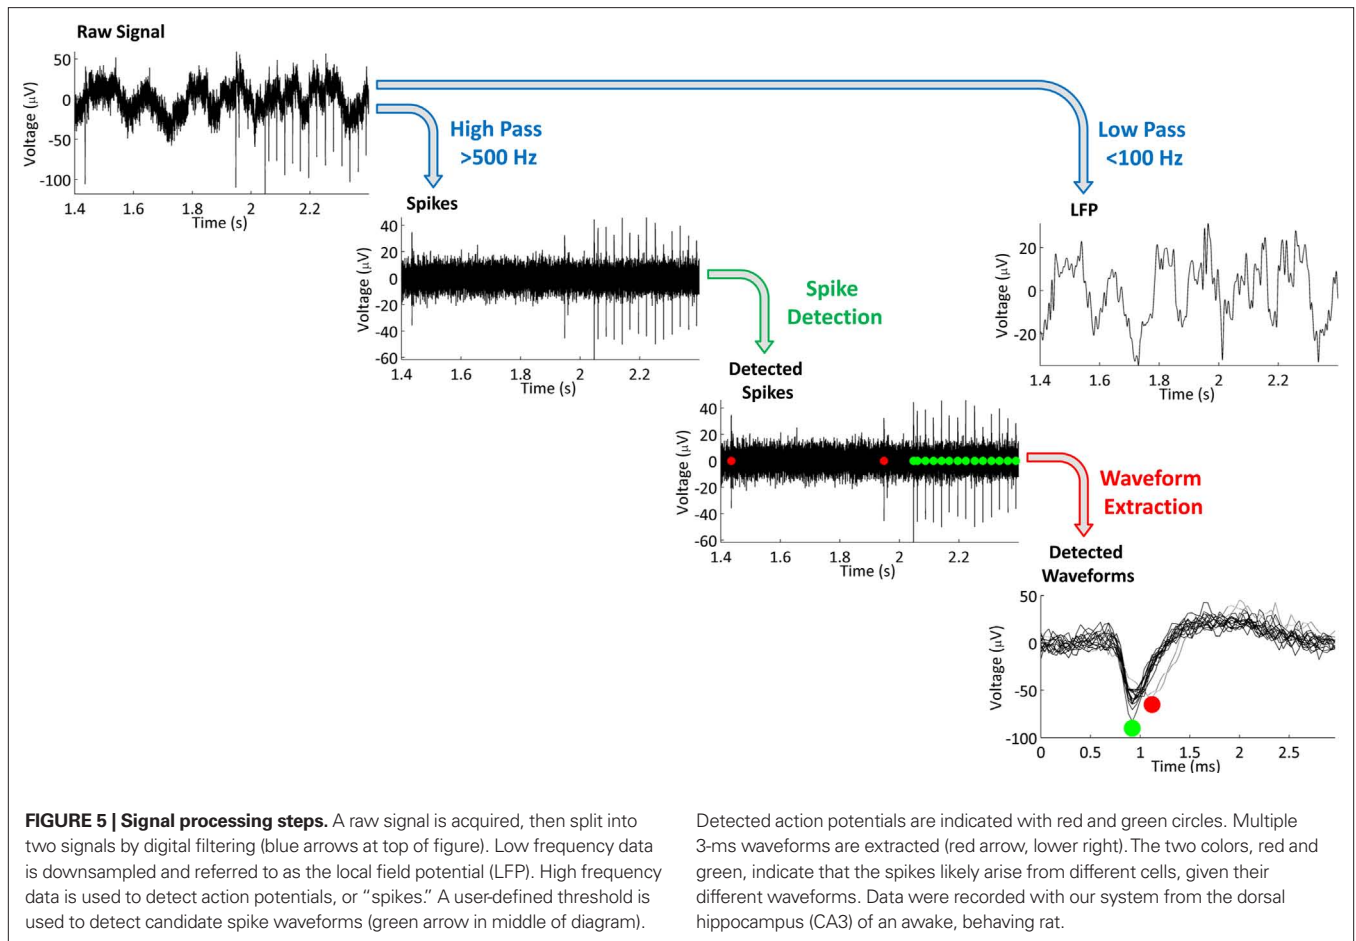 Raw Signal
Voltage (µV)
50
0
-50
-100
1.4
1.6
1.8
2
2.2
Time (s)
High Pass
>500 Hz
Low Pass
<100 Hz
Spikes
Voltage (µV)
40
20
0
-20
-40
-60
1.4
1.6
1.8
2
2.2
Time (s)
LFP
Voltage (µV)
20
0
-20
1.4
1.6
1.8
2
2.2
Time (s)
Spike
Detection
Detected
Spikes
Voltage (µV)
40
20
0
-20
-40
-60
1.4
1.6
1.8
2
2.2
Time (s)
Waveform
Extraction
Detected
Waveforms
Voltage (µV)
50
0
-50
-100
0
0.5
1
1.5
2
2.5
Time (ms)
FIGURE 5 | Signal processing steps. A raw signal is acquired, then split into
two signals by digital filtering (blue arrows at top of figure). Low frequency data
is downsampled and referred to as the local field potential (LFP). High frequency
data is used to detect action potentials, or “spikes.” A user-defined threshold is
used to detect candidate spike waveforms (green arrow in middle of diagram).
Detected action potentials are indicated with red and green circles. Multiple
3-ms waveforms are extracted (red arrow, lower right). The two colors, red and
green, indicate that the spikes likely arise from different cells, given their
different waveforms. Data were recorded with our system from the dorsal
hippocampus (CA3) of an awake, behaving rat.